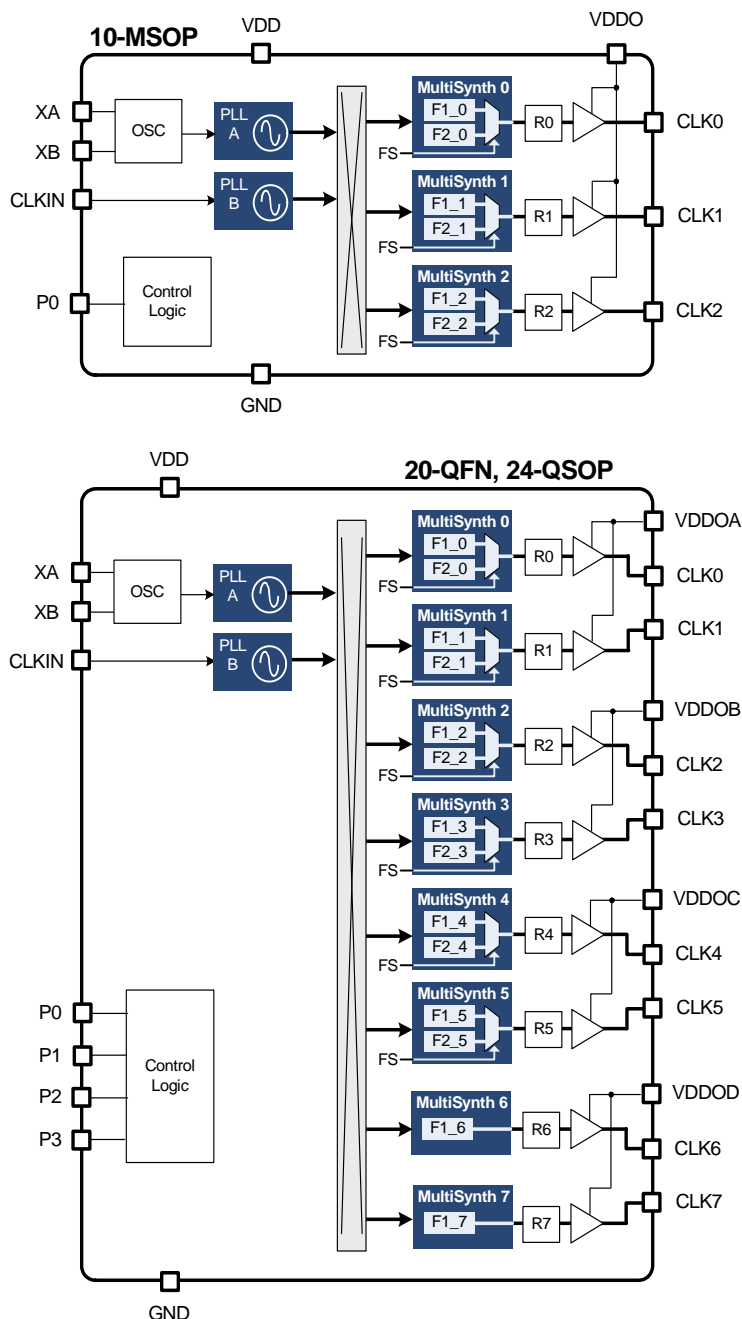 10-MSOP
VDD
VDDO
XA
XB
CLKIN
P0
OSC
PLL
A
PLL
B
Control
Logic
MultiSynth 0
F1_0
F2_0
FS
R0
CLK0
MultiSynth 1
F1_1
F2_1
FS
R1
CLK1
MultiSynth 2
F1_2
F2_2
FS
R2
CLK2
GND
20-QFN, 24-QSOP
VDD
XA
XB
CLKIN
OSC
PLL
A
PLL
B
P0
P1
P2
P3
Control
Logic
MultiSynth 0
F1_0
F2_0
FS
R0
VDDOA
CLK0
MultiSynth 1
F1_1
F2_1
FS
R1
CLK1
MultiSynth 2
F1_2
F2_2
FS
R2
VDDOB
CLK2
MultiSynth 3
F1_3
F2_3
FS
R3
CLK3
MultiSynth 4
F1_4
F2_4
FS
R4
VDDOC
CLK4
MultiSynth 5
F1_5
F2_5
FS
R5
CLK5
MultiSynth 6
F1_6
R6
VDDOD
CLK6
MultiSynth 7
F1_7
R7
CLK7
GND